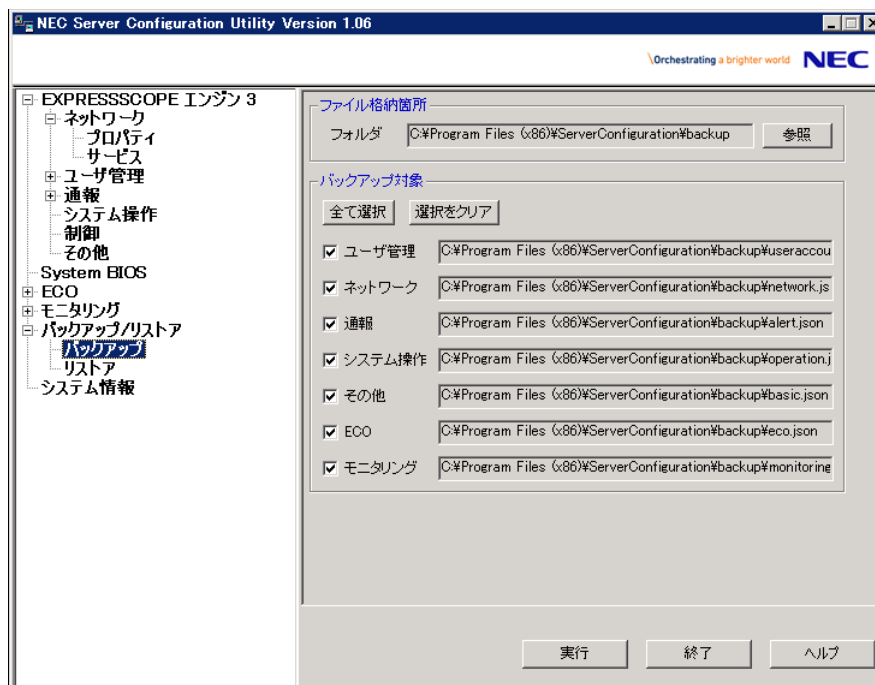 NEC Server Configuration Utility Version 1.06
\Orchestrating a brighter world NEC
EXPRESSSCOPE エンジン 3
ネットワーク
プロパティ
サービス
ユーザ管理
通報
システム操作
制御
その他
System BIOS
ECO
モニタリング
バックアップ/リストア
バックアップ
リストア
システム情報
ファイル格納箇所
フォルダ C:¥Program Files (x86)¥ServerConfiguration¥backup 参照
バックアップ対象
全て選択 選択をクリア
ユーザ管理 C:¥Program Files (x86)¥ServerConfiguration¥backup¥useraccou
ネットワーク C:¥Program Files (x86)¥ServerConfiguration¥backup¥network.js
通報 C:¥Program Files (x86)¥ServerConfiguration¥backup¥alert.json
システム操作 C:¥Program Files (x86)¥ServerConfiguration¥backup¥operation.j
その他 C:¥Program Files (x86)¥ServerConfiguration¥backup¥basic.json
ECO C:¥Program Files (x86)¥ServerConfiguration¥backup¥eco.json
モニタリング C:¥Program Files (x86)¥ServerConfiguration¥backup¥monitoring
実行 終了 ヘルプ